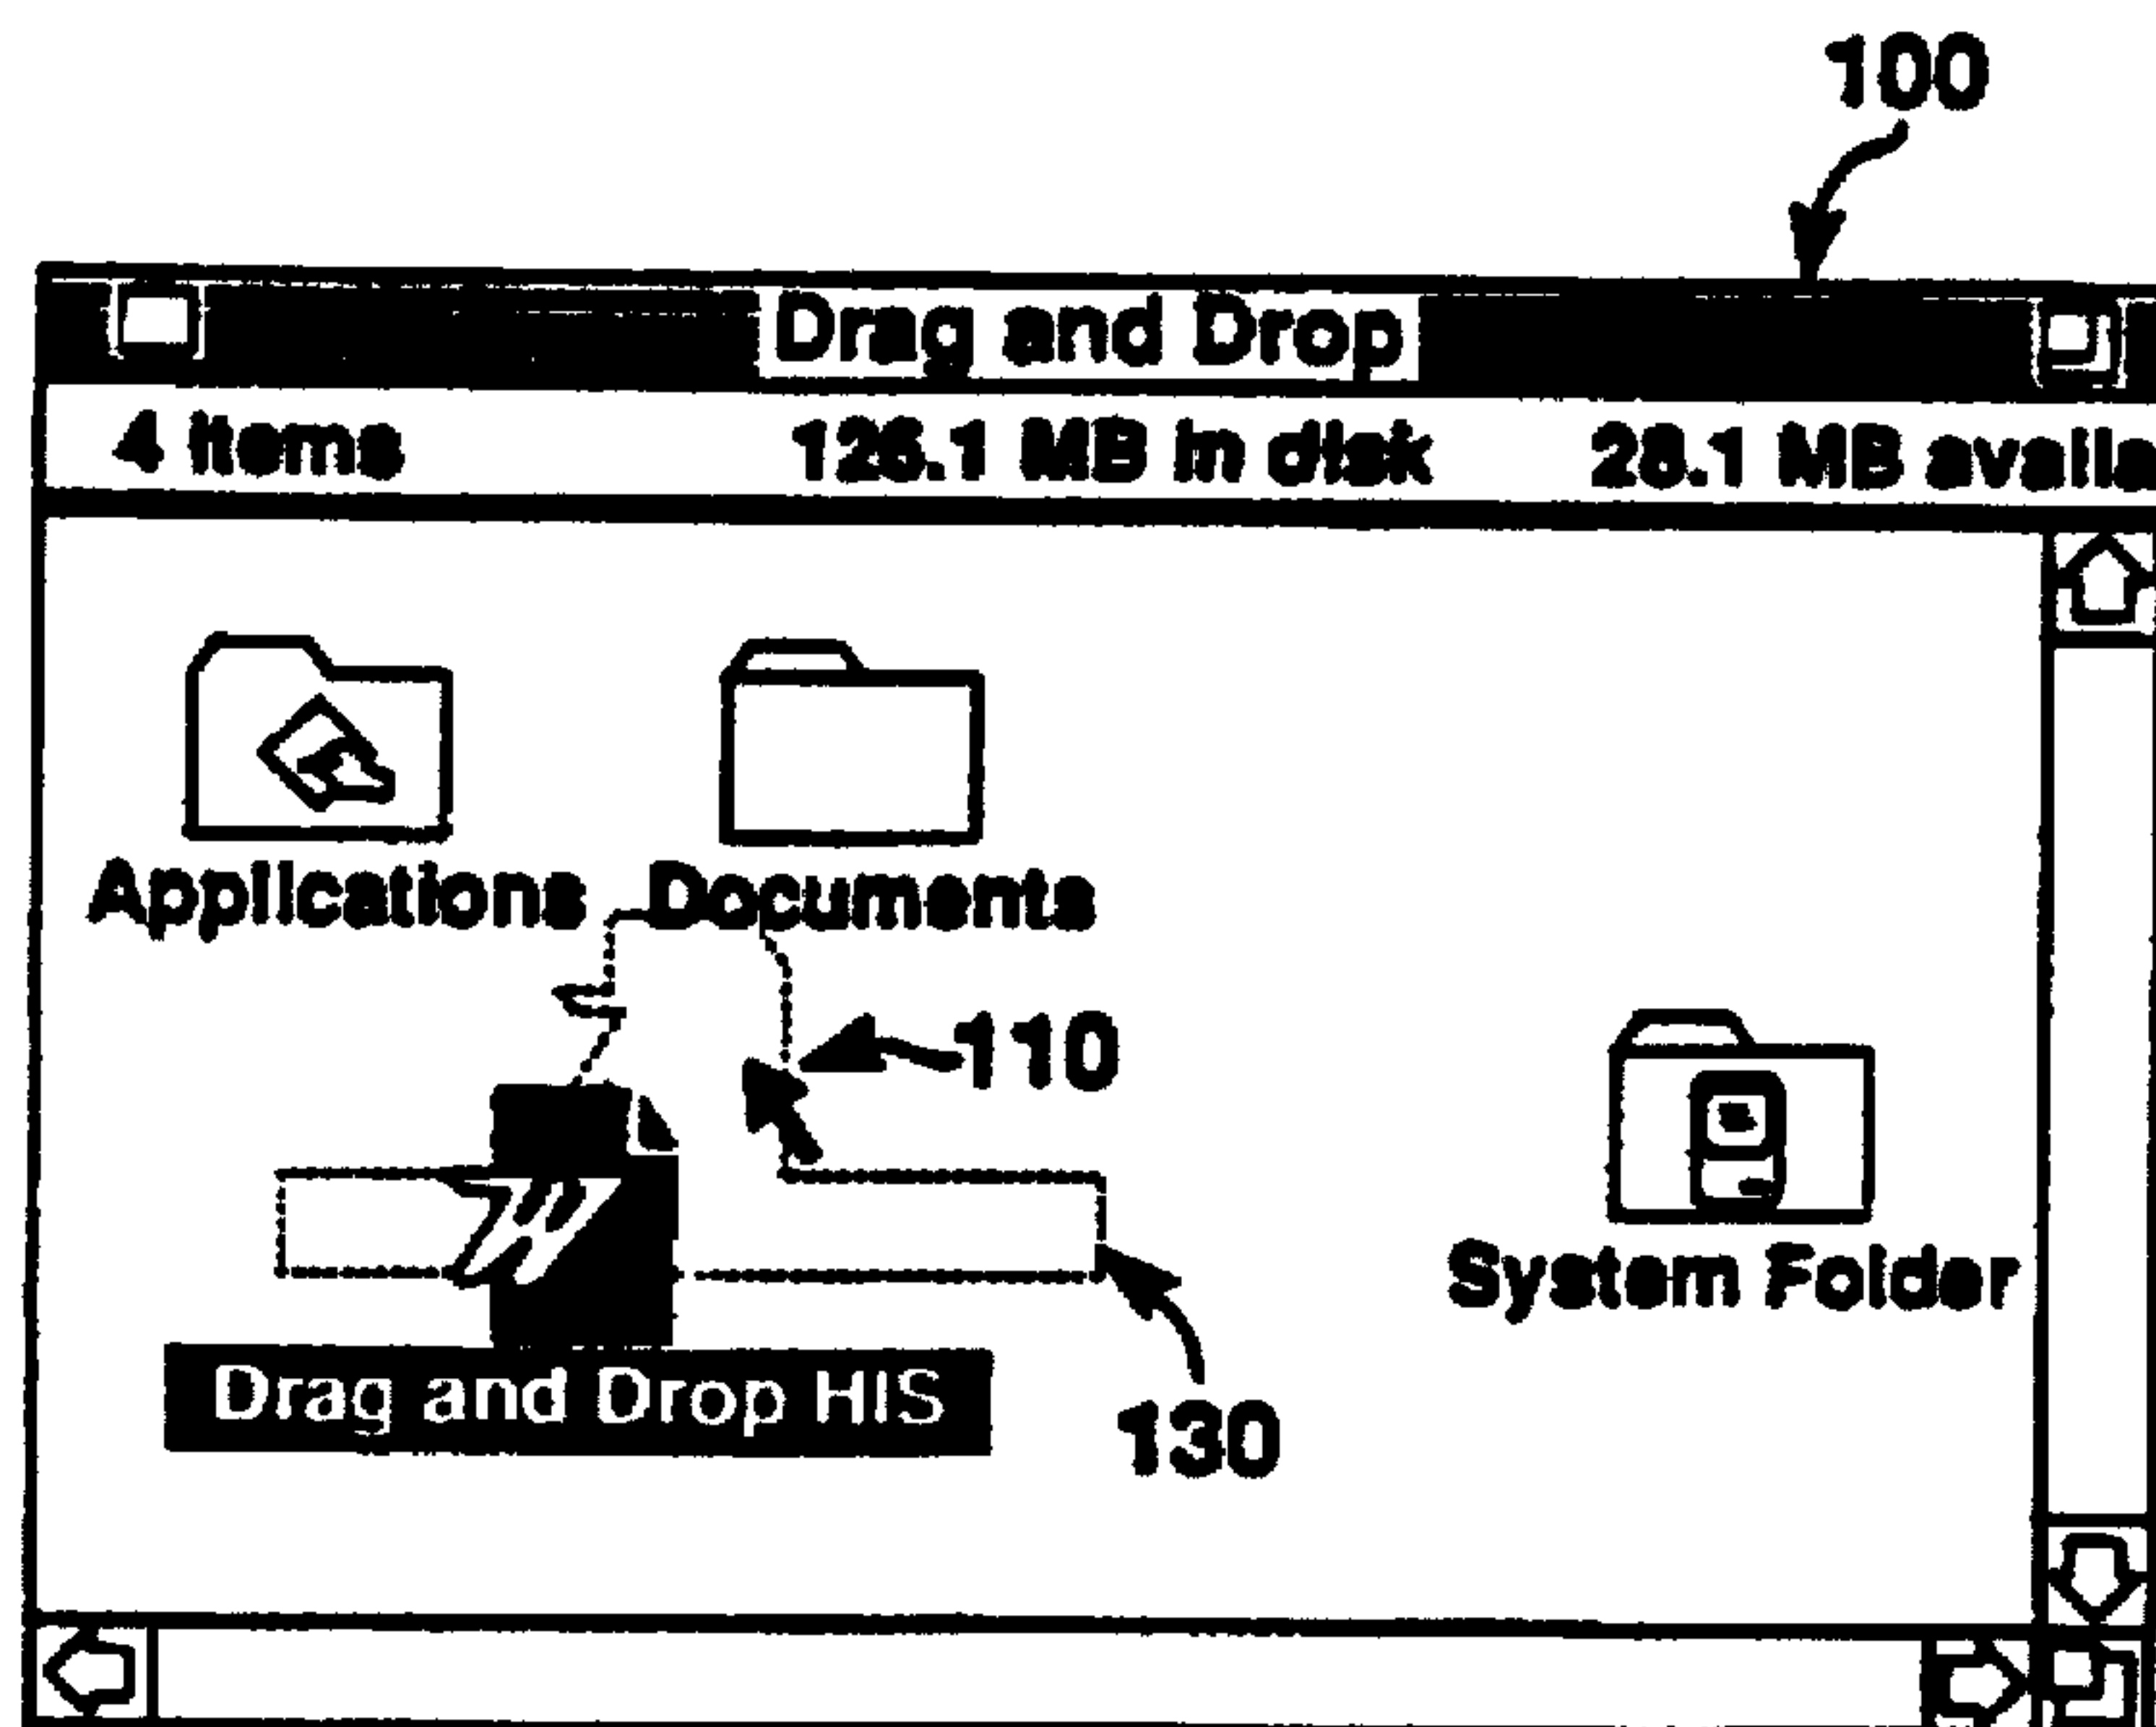 100
Drag and Drop
4 items
126.1 MB in disk
28.1 MB availa
Applications
Documents
110
System Folder
Drag and Drop HIS
130